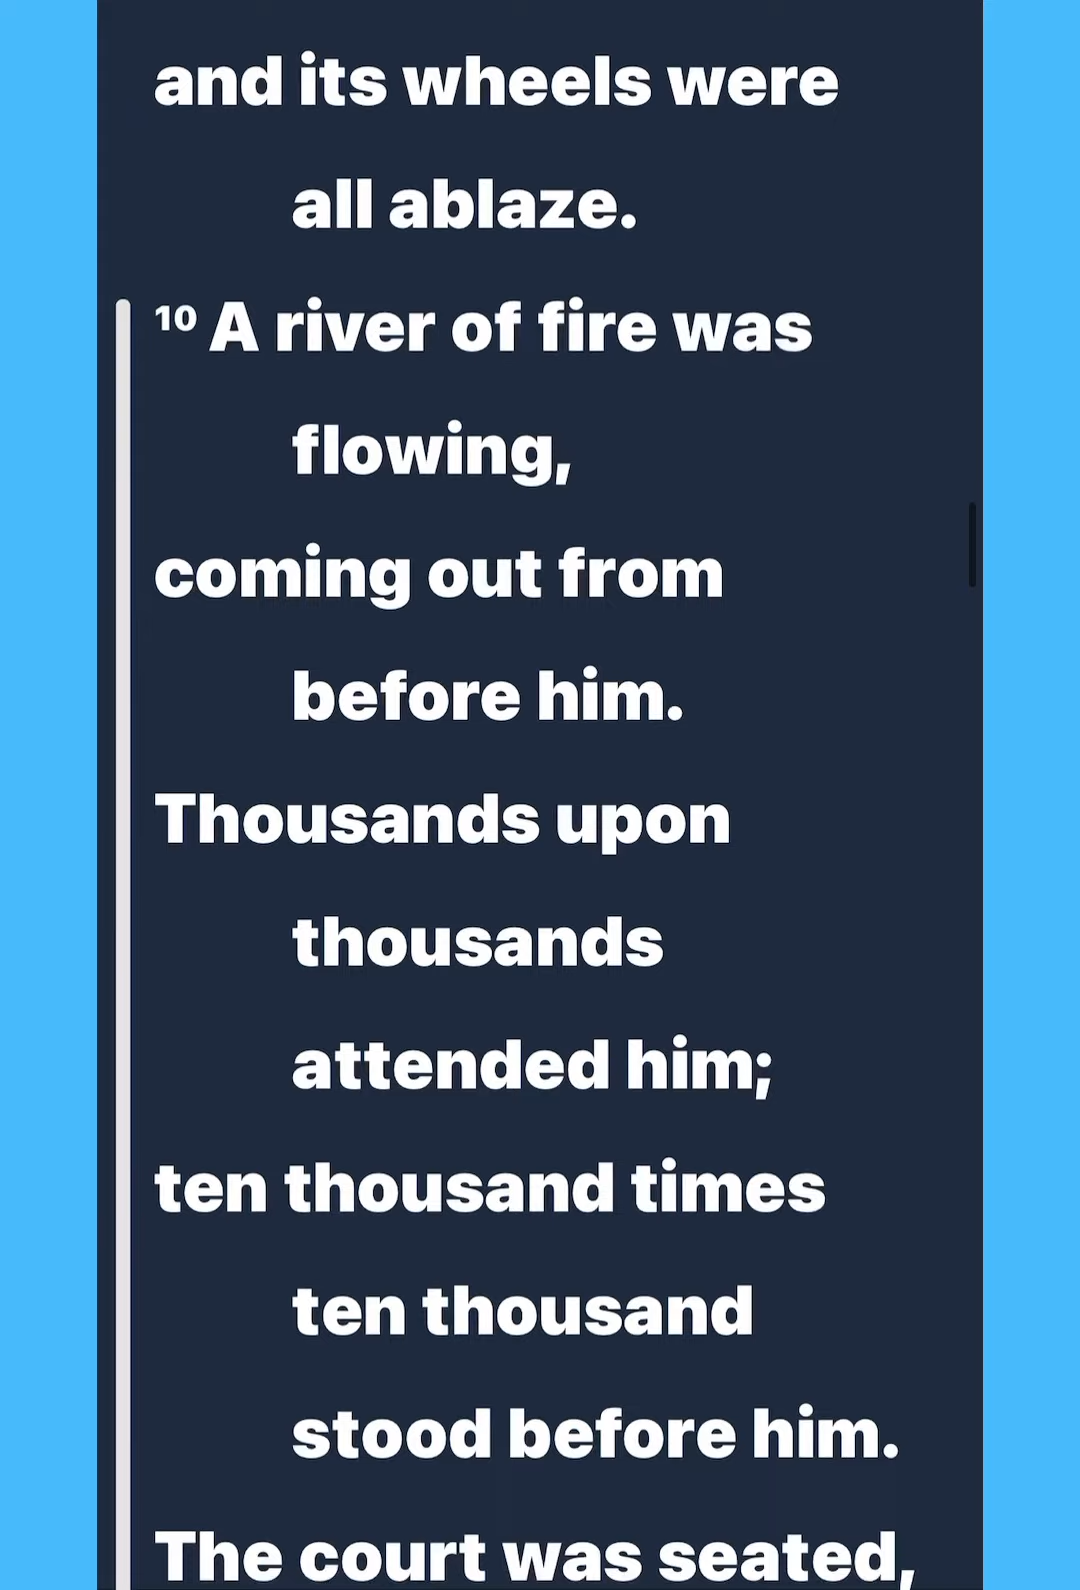 and its wheels were
all ablaze.
10 A river of fire was
flowing,
coming out from
before him.
Thousands upon
thousands
attended him;
ten thousand times
ten thousand
stood before him.
The court was seated,